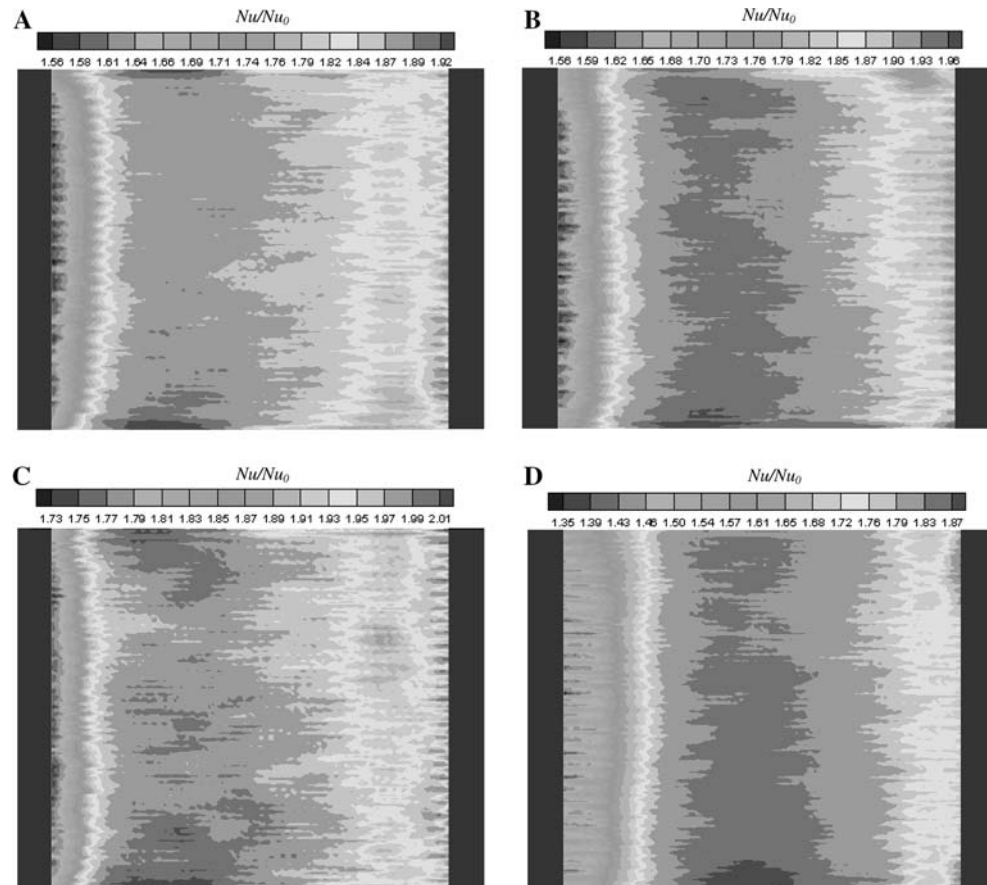 A
Nu/Nu0
1.56 1.58 1.61 1.64 1.66 1.69 1.71 1.74 1.76 1.79 1.82 1.84 1.87 1.89 1.92
B
Nu/Nu0
1.56 1.59 1.62 1.65 1.68 1.70 1.73 1.76 1.79 1.82 1.85 1.87 1.90 1.93 1.96
C
Nu/Nu0
1.73 1.75 1.77 1.79 1.81 1.83 1.85 1.87 1.89 1.91 1.93 1.95 1.97 1.99 2.01
D
Nu/Nu0
1.35 1.39 1.43 1.46 1.50 1.54 1.57 1.61 1.65 1.68 1.72 1.76 1.79 1.83 1.87